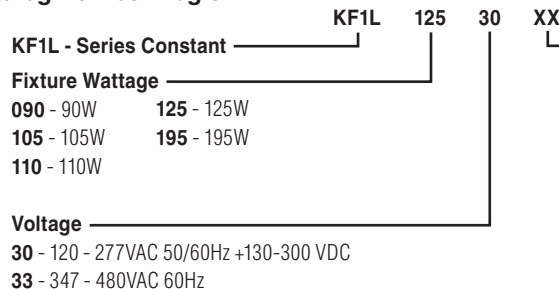 KF1L 125 30 XX
KF1L - Series Constant
Fixture Wattage
090 - 90W 125 - 125W
105 - 105W 195 - 195W
110 - 110W
Voltage
30 - 120 - 277VAC 50/60Hz +130-300 VDC
33 - 347 - 480VAC 60Hz